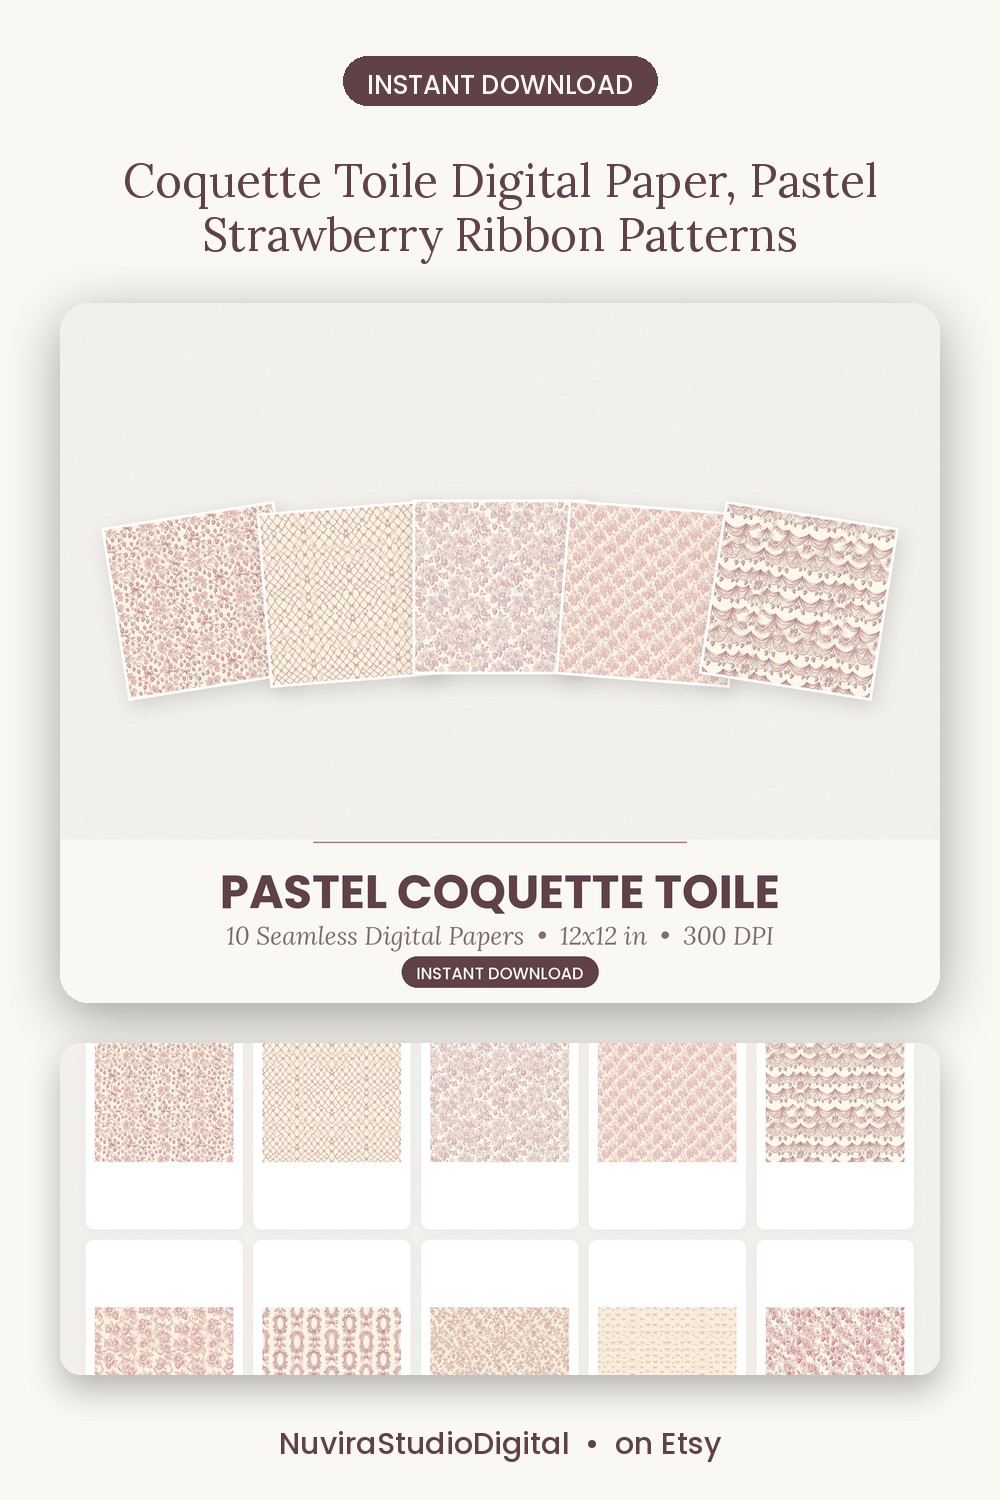 INSTANT DOWNLOAD
Coquette Toile Digital Paper, Pastel
Strawberry Ribbon Patterns
PASTEL COQUETTE TOILE
10 Seamless Digital Papers • 12x12 in • 300 DPI
INSTANT DOWNLOAD
NuviraStudioDigital • on Etsy